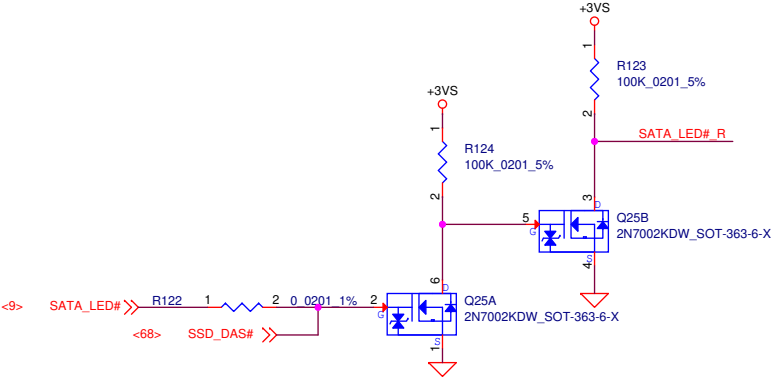 +3VS
1
R123
100K_0201_5%
2
SATA_LED#_R
+3VS
1
R124
100K_0201_5%
2
3
D
5
G
Q25B
2N7002KDW_SOT-363-6-X
S
4
6
D
<9> SATA_LED# R122 1 2 0_0201_1% 2
G
Q25A
2N7002KDW_SOT-363-6-X
<68> SSD_DAS#
S
1